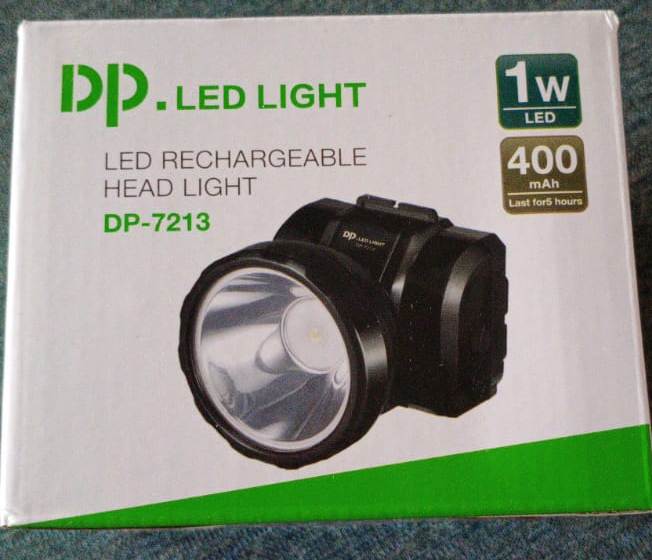 DP. LED LIGHT
LED RECHARGEABLE
HEAD LIGHT
DP-7213
1W
LED
400
mAh
Last for5 hours
DP. LED LIGHT